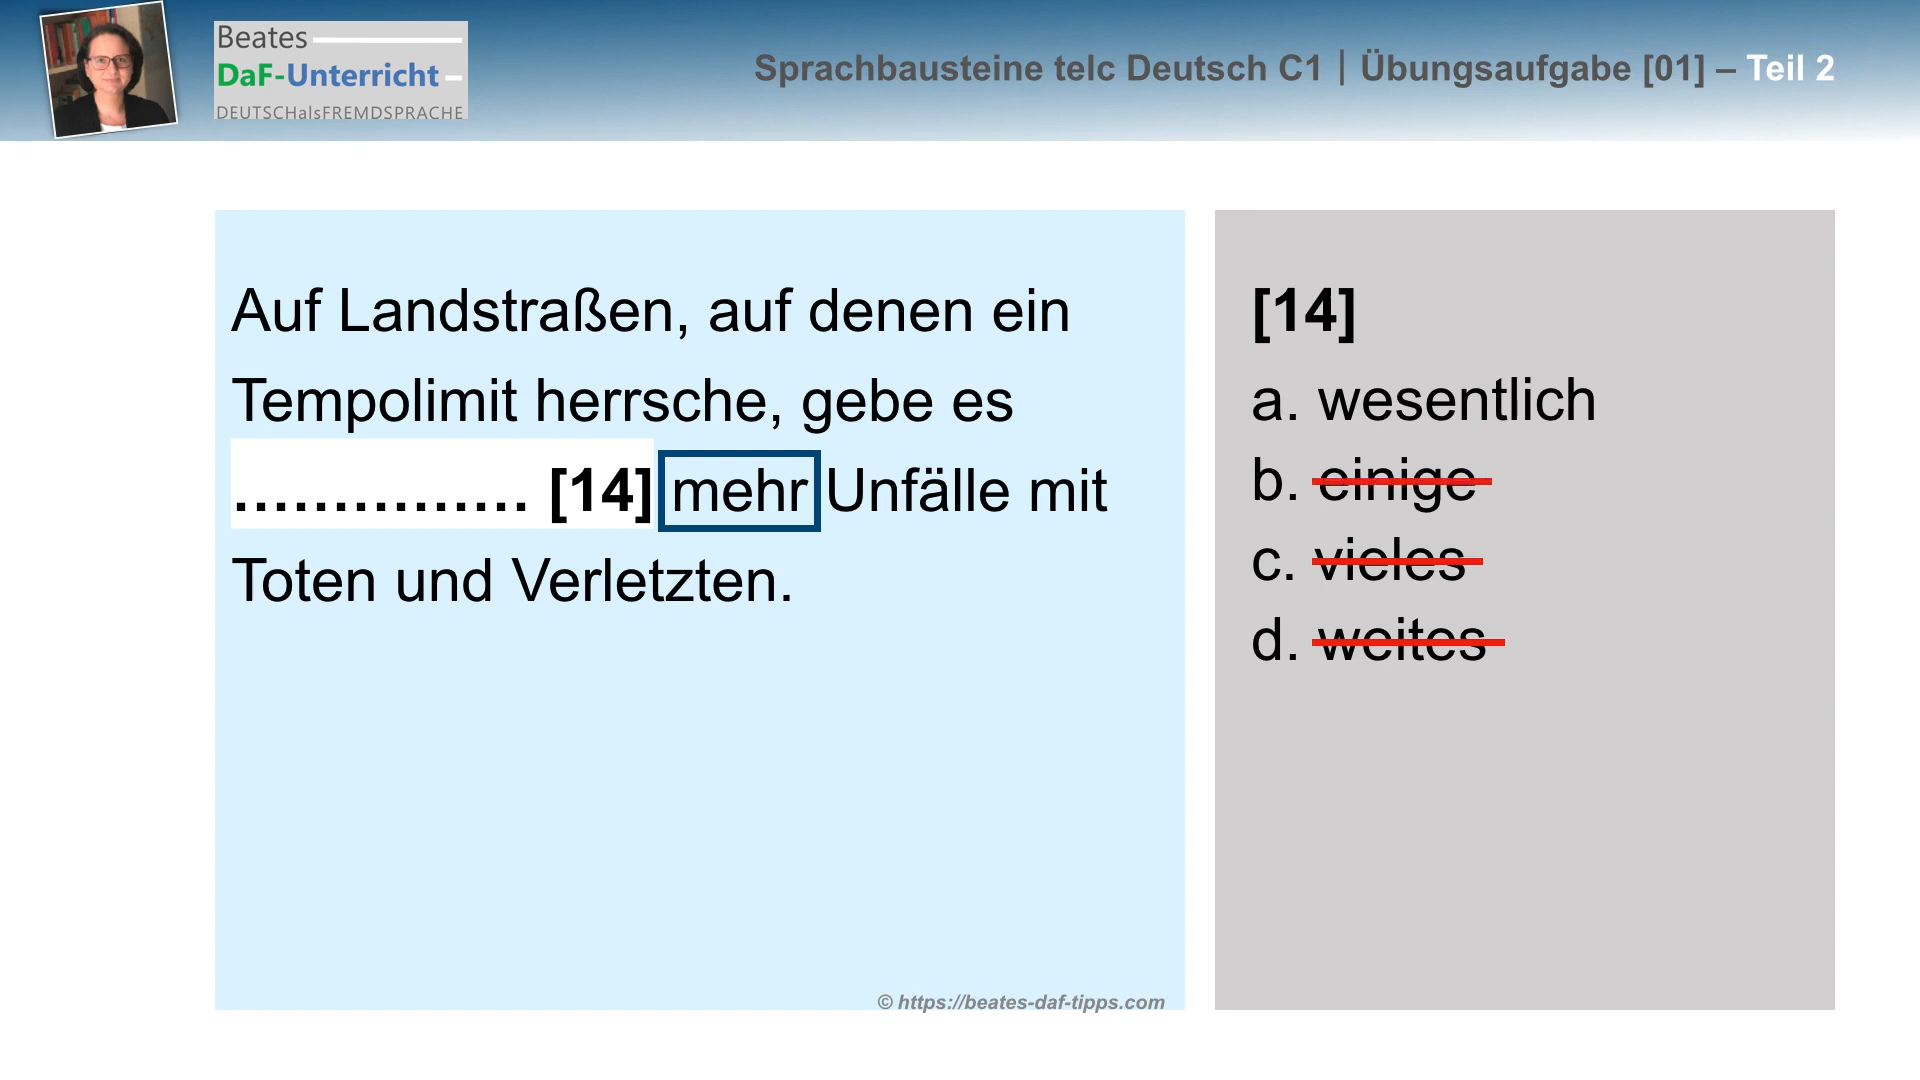 Beates
DaF-Unterricht
DEUTSCHalsFREMDSPRACHE
Sprachbausteine telc Deutsch C1 | Übungsaufgabe [01] – Teil 2
Auf Landstraßen, auf denen ein
Tempolimit herrsche, gebe es
…………… [14] mehr Unfälle mit
Toten und Verletzten.
[14]
a. wesentlich
b. einige
c. vieles
d. weites
© https://beates-daf-tipps.com